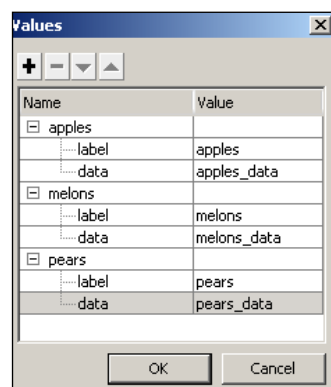 Values
Name Value
apples
label apples
data apples_data
melons
label melons
data melons_data
pears
label pears
data pears_data
OK Cancel